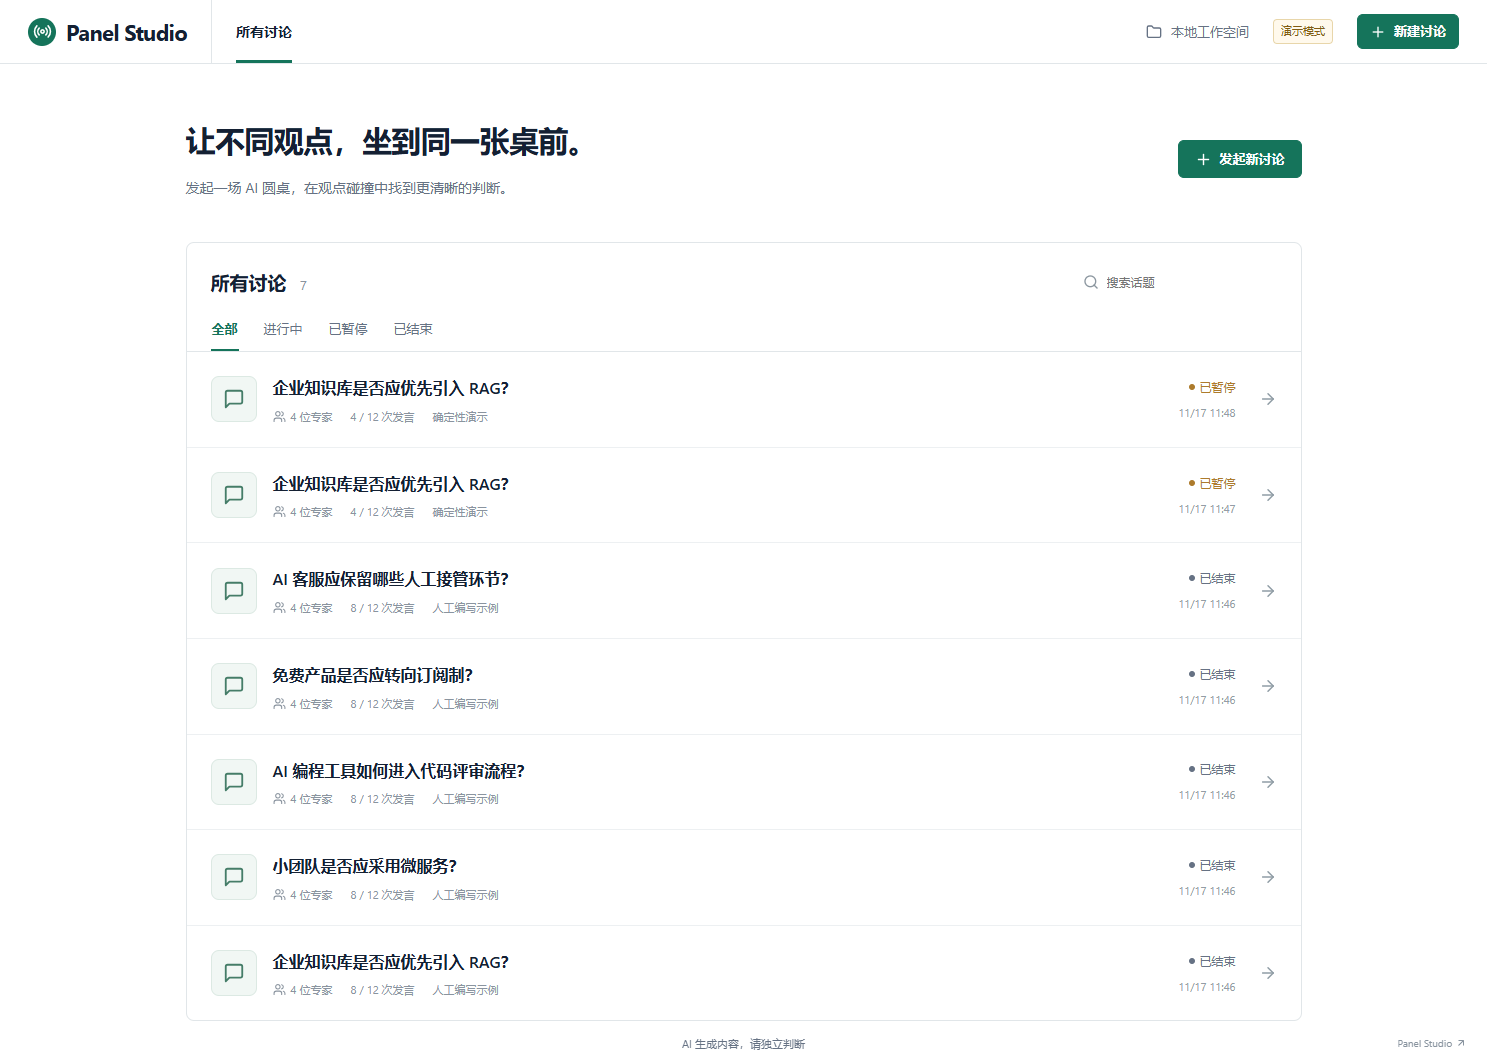 Panel Studio
所有讨论
本地工作空间
演示模式
新建讨论
让不同观点，坐到同一张桌前。
发起一场 AI 圆桌，在观点碰撞中找到更清晰的判断。
发起新讨论
所有讨论 7
搜索话题
全部 进行中 已暂停 已结束
企业知识库是否应优先引入 RAG?
4 位专家 4 / 12 次发言 确定性演示
已暂停
11/17 11:48
企业知识库是否应优先引入 RAG?
4 位专家 4 / 12 次发言 确定性演示
已暂停
11/17 11:47
AI 客服应保留哪些人工接管环节?
4 位专家 8 / 12 次发言 人工编写示例
已结束
11/17 11:46
免费产品是否应转向订阅制?
4 位专家 8 / 12 次发言 人工编写示例
已结束
11/17 11:46
AI 编程工具如何进入代码评审流程?
4 位专家 8 / 12 次发言 人工编写示例
已结束
11/17 11:46
小团队是否应采用微服务?
4 位专家 8 / 12 次发言 人工编写示例
已结束
11/17 11:46
企业知识库是否应优先引入 RAG?
4 位专家 8 / 12 次发言 人工编写示例
已结束
11/17 11:46
AI 生成内容，请独立判断
Panel Studio